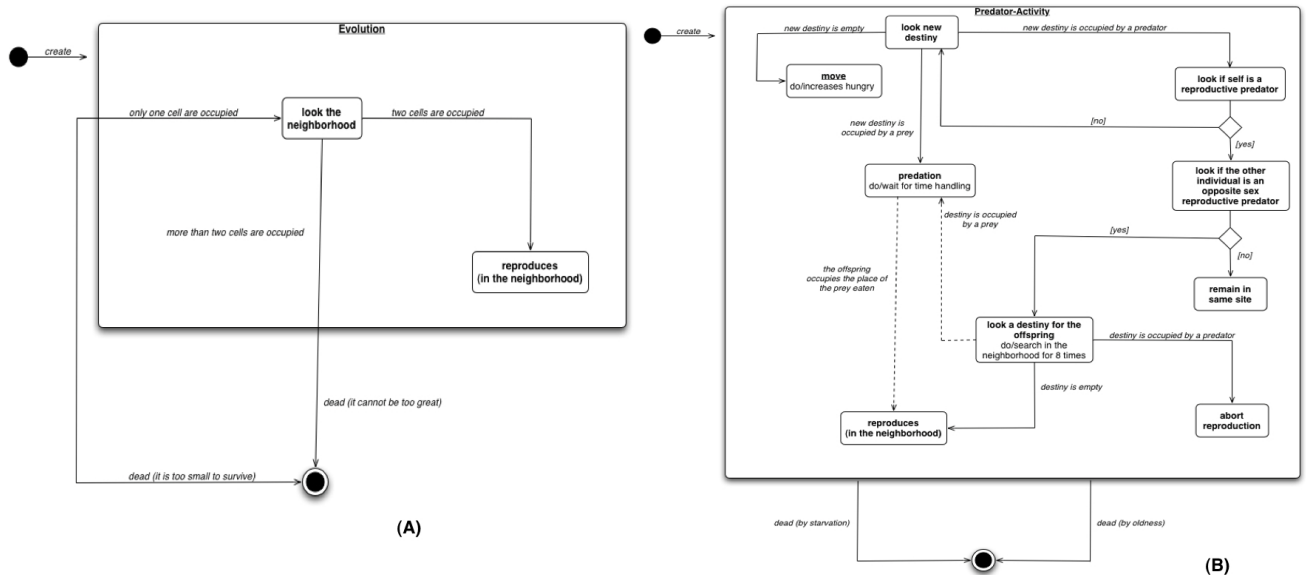 Evolution
create
only one cell are occupied
look the
neighborhood
two cells are occupied
more than two cells are occupied
reproduces
(in the neighborhood)
dead (it cannot be too great)
dead (it is too small to survive)
(A)
Predator-Activity
create
new destiny is empty
look new
destiny
new destiny is occupied by a predator
move
do/increases hungry
look if self is a
reproductive predator
new destiny is
occupied by a prey
[no]
[yes]
predation
do/wait for time handling
look if the other
individual is an
opposite sex
reproductive predator
destiny is occupied
by a prey
[yes]
[no]
the offspring
occupies the place of
the prey eaten
remain in
same site
look a destiny for the
offspring
do/search in the
neighborhood for 8 times
destiny is occupied by a predator
destiny is empty
reproduces
(in the neighborhood)
abort
reproduction
dead (by starvation)
dead (by oldness)
(B)